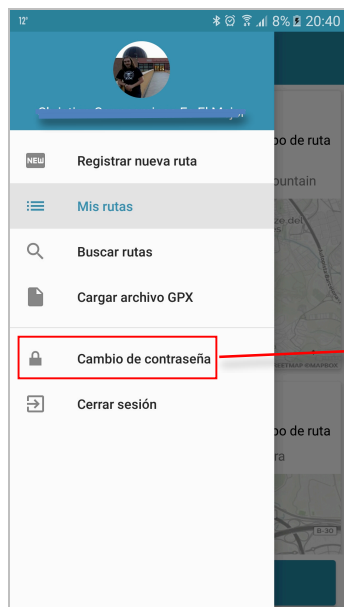 12°
8% 20:40
NEW
Registrar nueva ruta
Mis rutas
Buscar rutas
Cargar archivo GPX
Cambio de contraseña
Cerrar sesión
po de ruta
ountain
po de ruta
ra
B-30